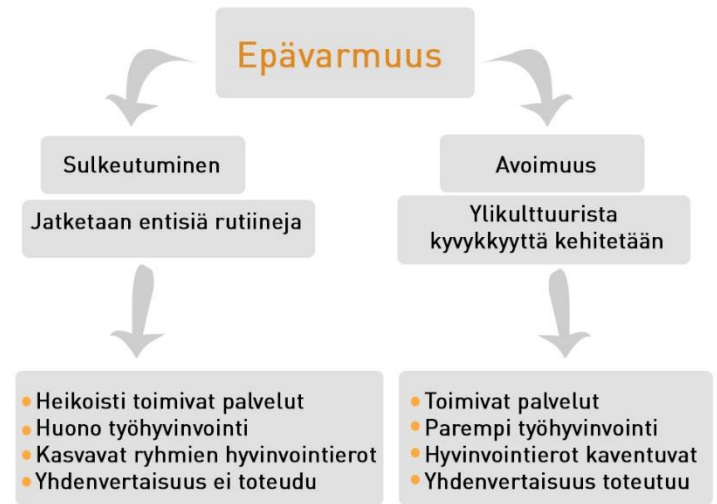 Epävarmuus
Sulkeutuminen
Jatketaan entisiä rutiineja
Avoimuus
Ylikulttuurista
kyvykkyyttä kehitetään
• Heikoisti toimivat palvelut
• Huono työhyvinvointi
• Kasvavat ryhmien hyvinvointierot
• Yhdenvertaisuus ei toteudu
• Toimivat palvelut
• Parempi työhyvinvointi
• Hyvinvointierot kaventuvat
• Yhdenvertaisuus toteutuu